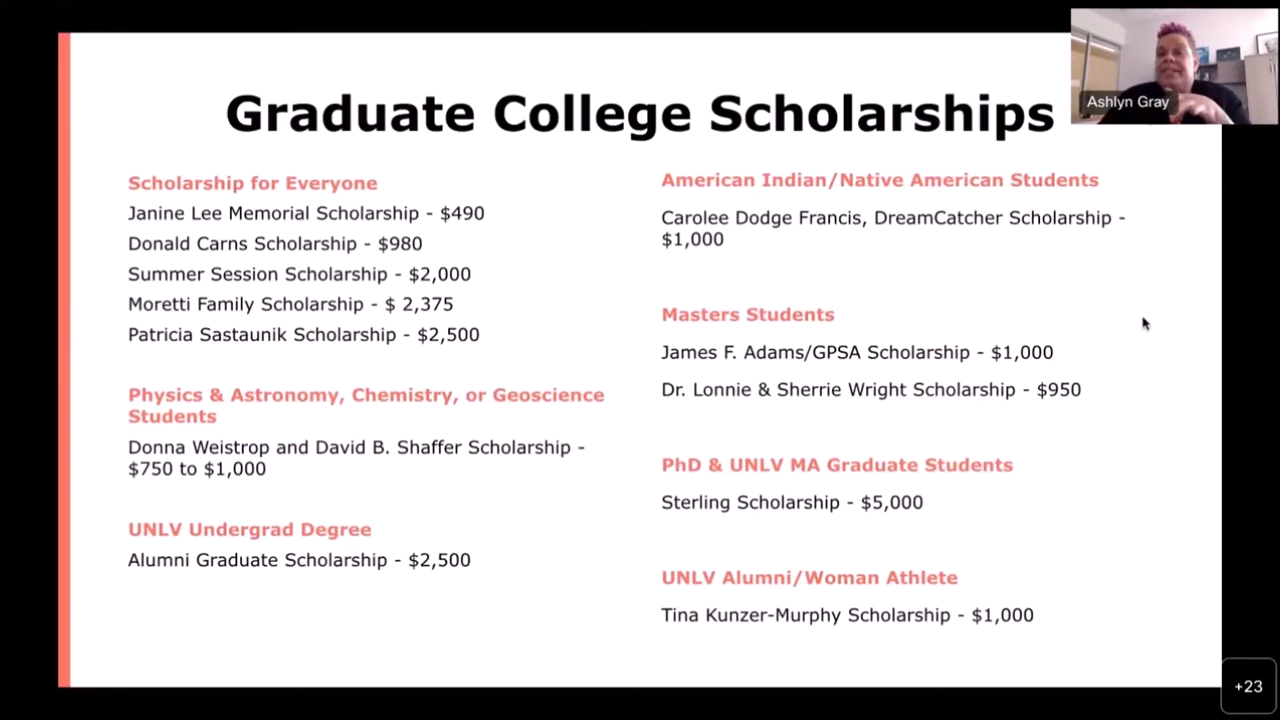 Graduate College Scholarships
Ashlyn Gray
Scholarship for Everyone
Janine Lee Memorial Scholarship - $490
Donald Carns Scholarship - $980
Summer Session Scholarship - $2,000
Moretti Family Scholarship - $ 2,375
Patricia Sastaunik Scholarship - $2,500
Physics & Astronomy, Chemistry, or Geoscience
Students
Donna Weistrop and David B. Shaffer Scholarship -
$750 to $1,000
UNLV Undergrad Degree
Alumni Graduate Scholarship - $2,500
American Indian/Native American Students
Carolee Dodge Francis, DreamCatcher Scholarship -
$1,000
Masters Students
James F. Adams/GPSA Scholarship - $1,000
Dr. Lonnie & Sherrie Wright Scholarship - $950
PhD & UNLV MA Graduate Students
Sterling Scholarship - $5,000
UNLV Alumni/Woman Athlete
Tina Kunzer-Murphy Scholarship - $1,000
+23